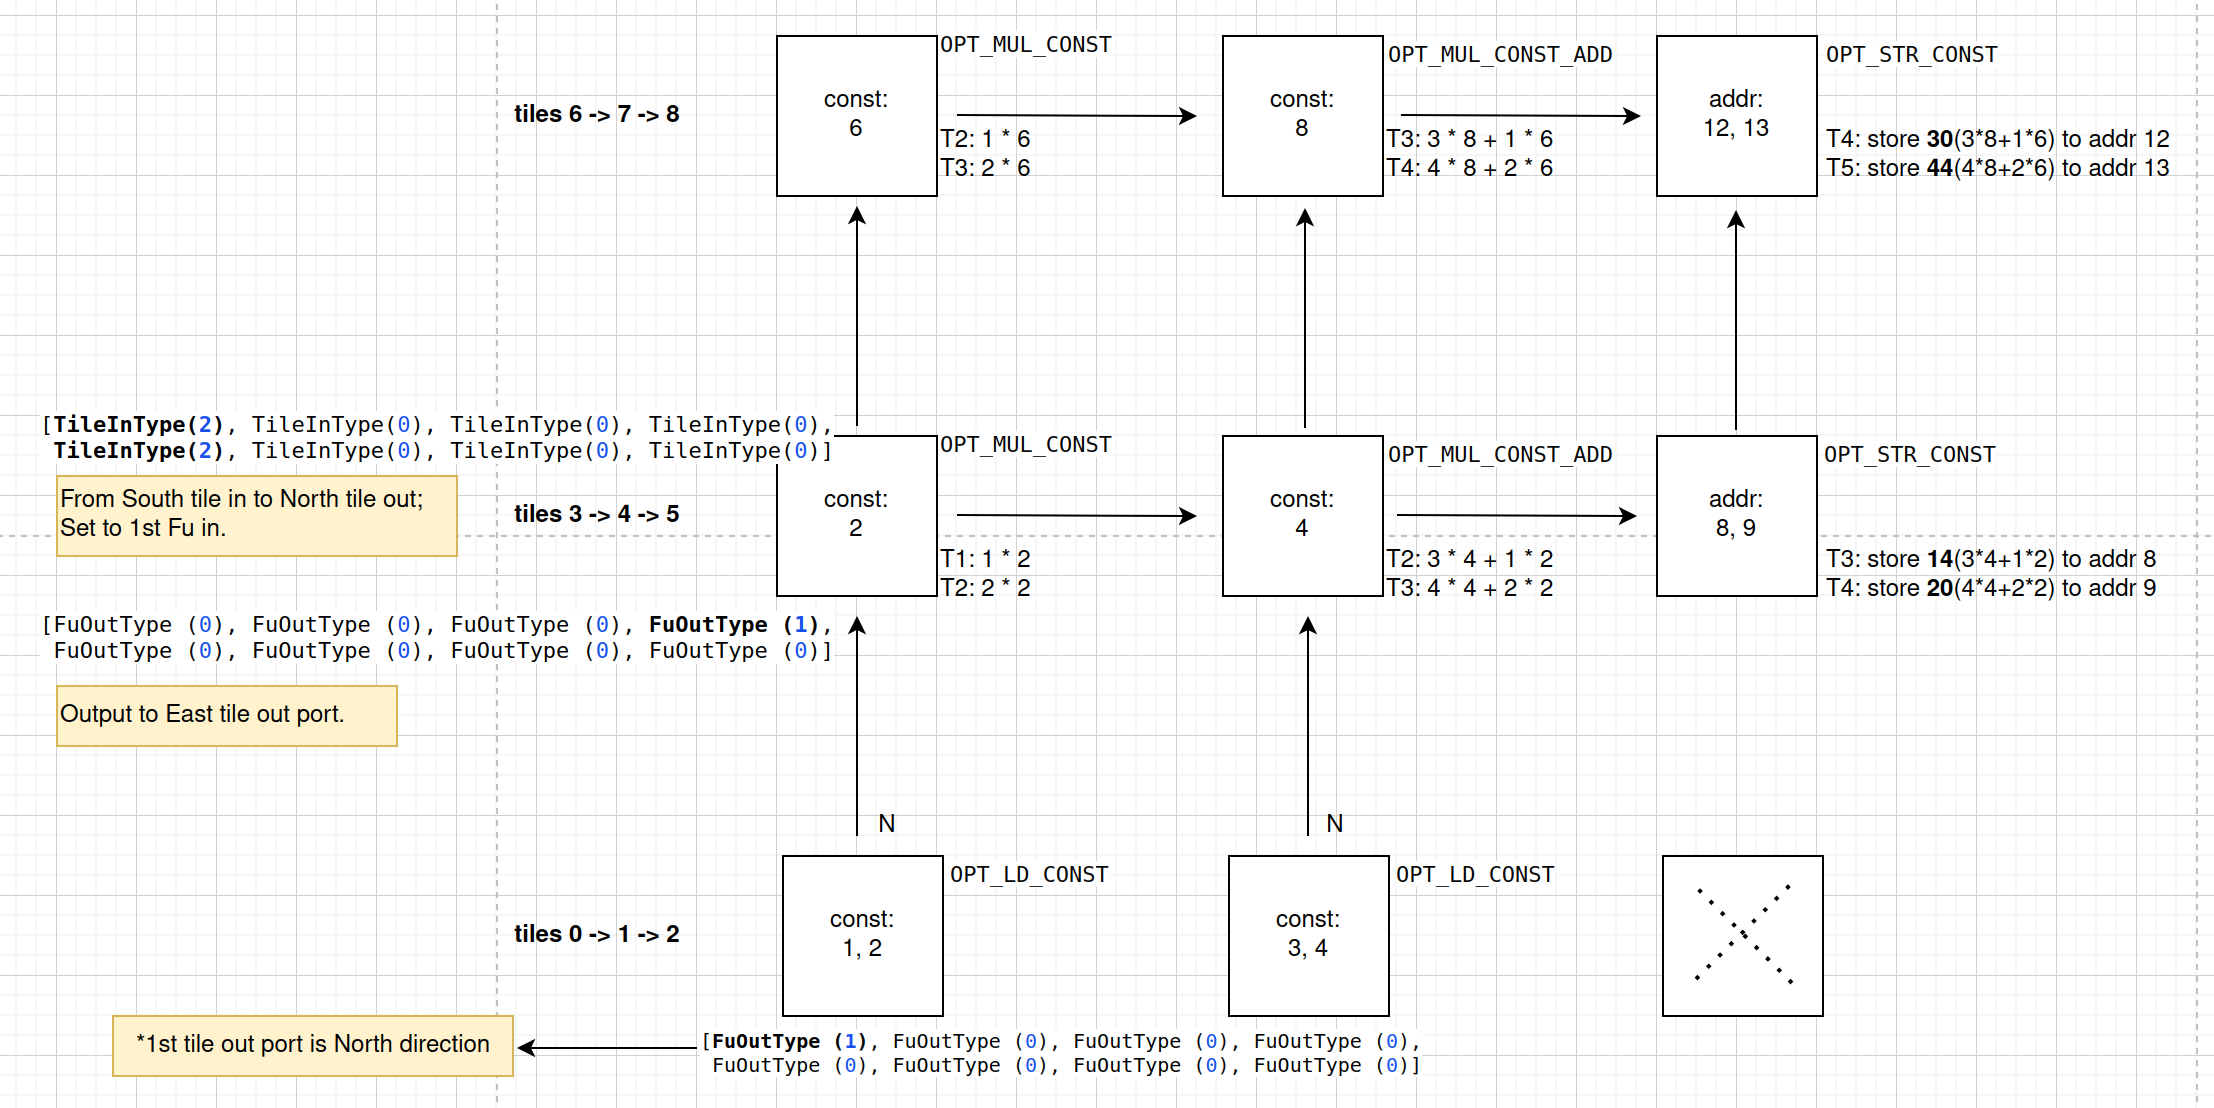 OPT_MUL_CONST
OPT_MUL_CONST_ADD
OPT_STR_CONST
tiles 6 -> 7 -> 8
const:
6
const:
8
addr:
12, 13
T2: 1 * 6
T3: 2 * 6
T3: 3 * 8 + 1 * 6
T4: 4 * 8 + 2 * 6
T4: store 30(3*8+1*6) to addr 12
T5: store 44(4*8+2*6) to addr 13
[TileInType(2), TileInType(0), TileInType(0), TileInType(0),
TileInType(2), TileInType(0), TileInType(0), TileInType(0)]
OPT_MUL_CONST
OPT_MUL_CONST_ADD
OPT_STR_CONST
From South tile in to North tile out;
Set to 1st Fu in.
tiles 3 -> 4 -> 5
const:
2
const:
4
addr:
8, 9
T1: 1 * 2
T2: 2 * 2
T2: 3 * 4 + 1 * 2
T3: 4 * 4 + 2 * 2
T3: store 14(3*4+1*2) to addr 8
T4: store 20(4*4+2*2) to addr 9
[FuOutType (0), FuOutType (0), FuOutType (0), FuOutType (1),
FuOutType (0), FuOutType (0), FuOutType (0), FuOutType (0)]
Output to East tile out port.
N
N
OPT_LD_CONST
OPT_LD_CONST
tiles 0 -> 1 -> 2
const:
1, 2
const:
3, 4
*1st tile out port is North direction
[FuOutType (1), FuOutType (0), FuOutType (0), FuOutType (0),
FuOutType (0), FuOutType (0), FuOutType (0), FuOutType (0)]